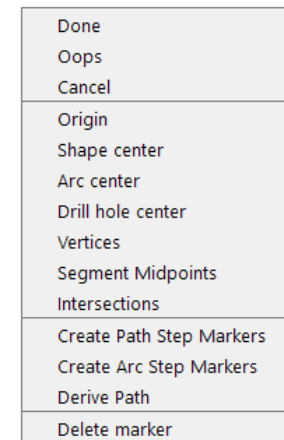 Done
Oops
Cancel
Origin
Shape center
Arc center
Drill hole center
Vertices
Segment Midpoints
Intersections
Create Path Step Markers
Create Arc Step Markers
Derive Path
Delete marker